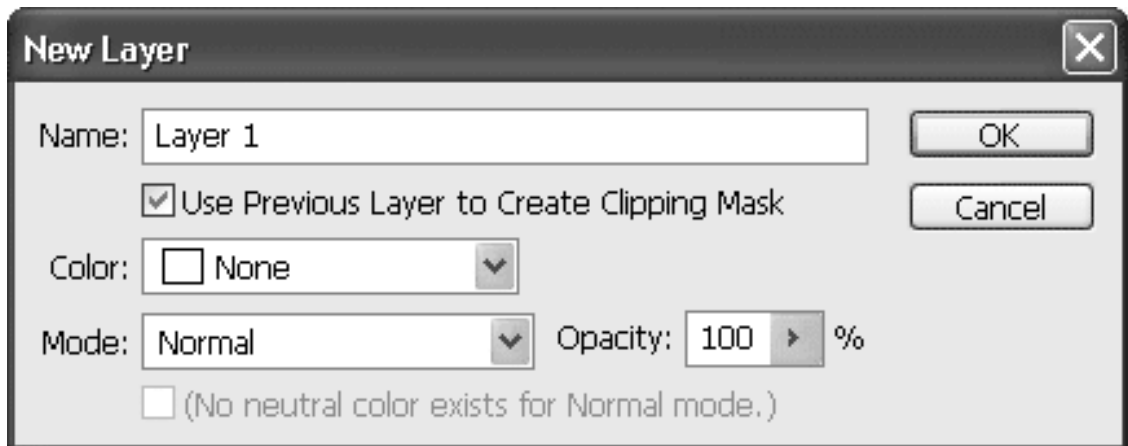 New Layer
Name: Layer 1 OK
Use Previous Layer to Create Clipping Mask Cancel
Color: None
Mode: Normal Opacity: 100 %
(No neutral color exists for Normal mode.)